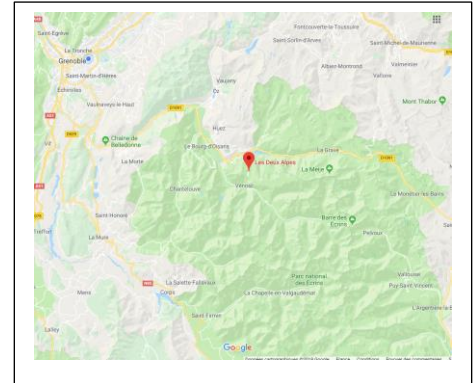 Saint-Egrève
Fontcouverte-la Toussuire
Saint-Sorlin-d'Arves
Saint-Michel-de-Maurienne
La Tronche
Grenoble
Albiez-Montrond
Valmeinier
Saint-Martin-d'Hères
Valloire
Échirolles
Vaujany
Oz
Mont Thabor
Vaulnaveys-le-Haut
Huez
Chaîne de
Belledonne
Le Bourg-d'Oisans
La Grave
La Morte
Les Deux Alpes
La Meije
Venosc
Le Monêtier-les-Bains
Saint-Honoré
Barre des
Écrins
La Mure
Pelvoux
Vallouise
Parc national
des Écrins
Puy-Saint-Vincent
La Salette-Fallavaux
Mens
Corps
La Chapelle-en-Valgaudémar
L'Argentière-la-B
Saint-Firmin
Lalley
Google